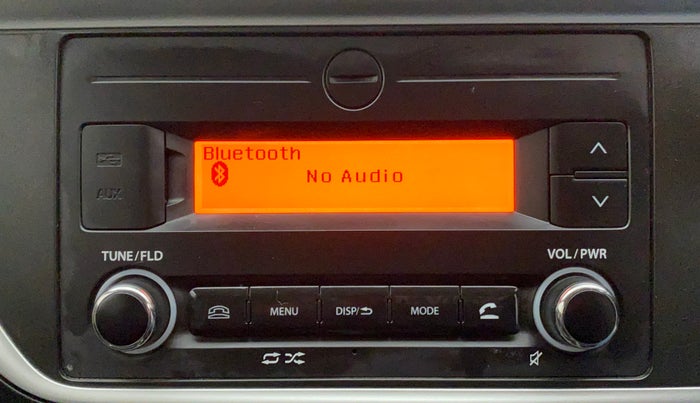 Bluetooth
No Audio
AUX
TUNE/FLD
VOL/PWR
MENU
DISP/
MODE